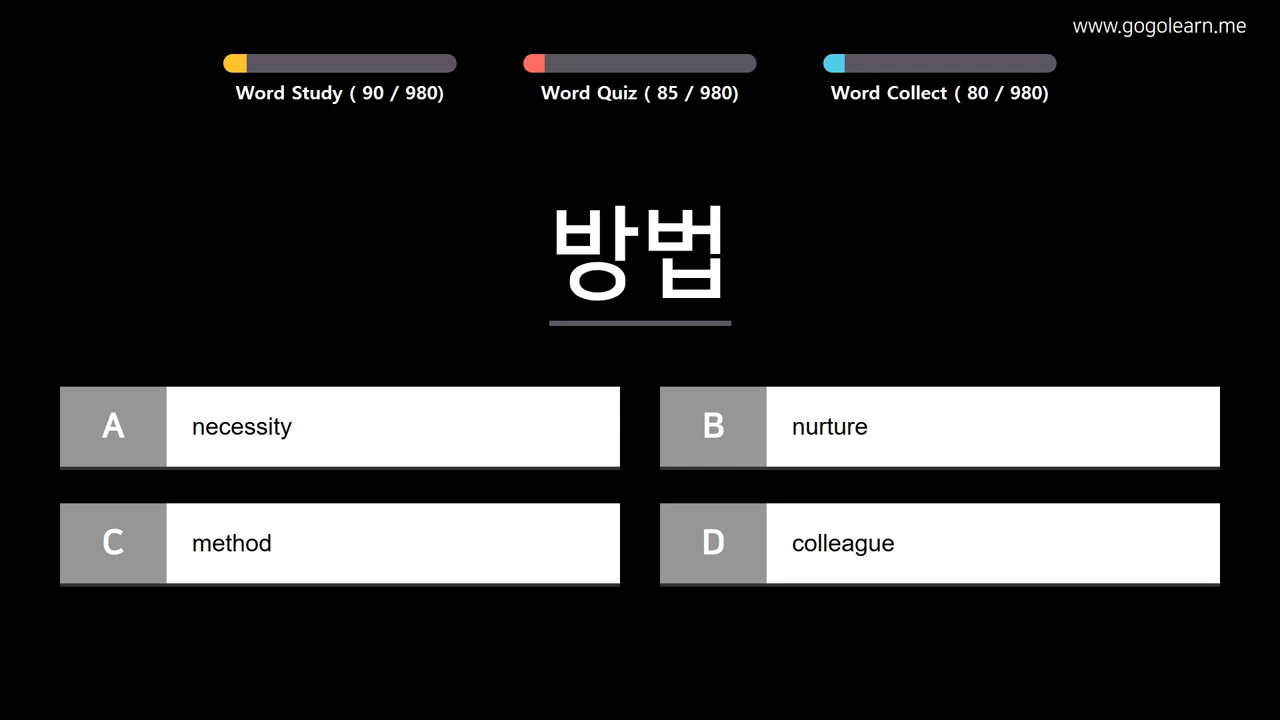 www.gogolearn.me
Word Study ( 90 / 980)
Word Quiz ( 85 / 980)
Word Collect ( 80 / 980)
방법
A necessity
B nurture
C method
D colleague